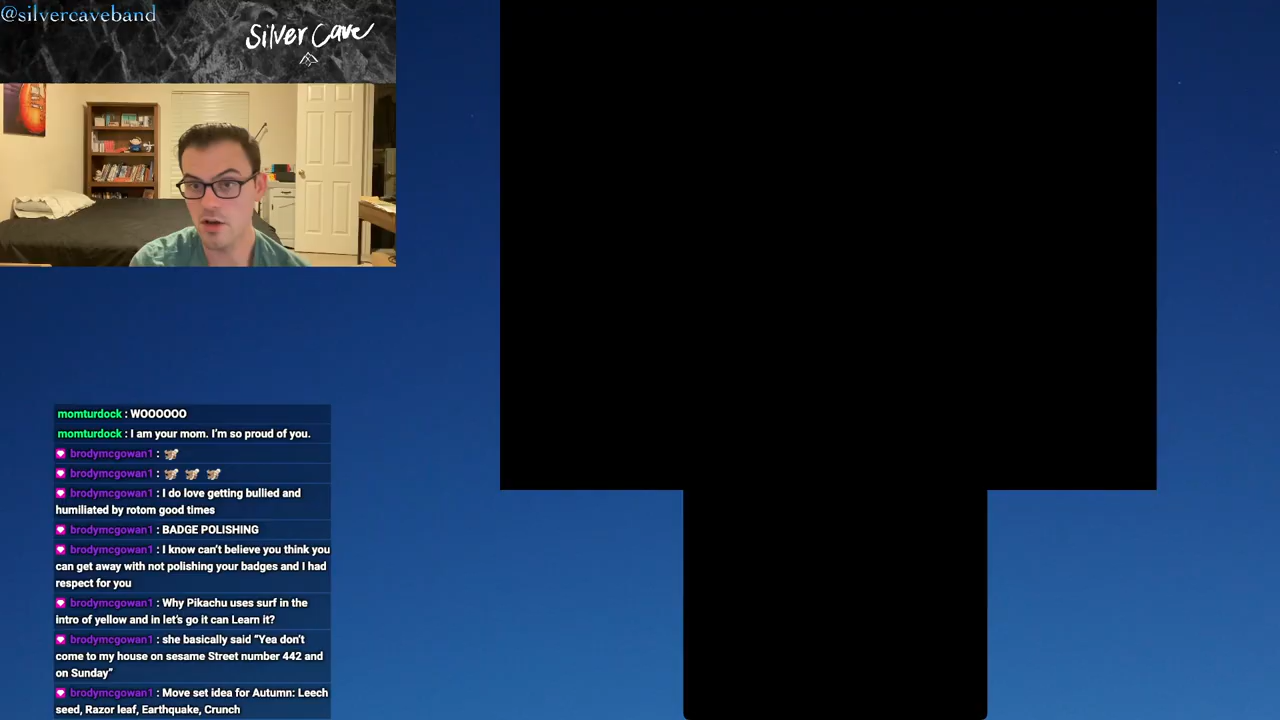 @silvercaveband
Silver Cave
momturdock : WOOOOOO
momturdock : I am your mom. I'm so proud of you.
brodymcgowan1 :
brodymcgowan1 :
brodymcgowan1 : I do love getting bullied and
humiliated by rotom good times
brodymcgowan1 : BADGE POLISHING
brodymcgowan1 : I know can't believe you think you
can get away with not polishing your badges and I had
respect for you
brodymcgowan1 : Why Pikachu uses surf in the
intro of yellow and in let's go it can Learn it?
brodymcgowan1 : she basically said “Yea don't
come to my house on sesame Street number 442 and
on Sunday”
brodymcgowan1 : Move set idea for Autumn: Leech
seed, Razor leaf, Earthquake, Crunch